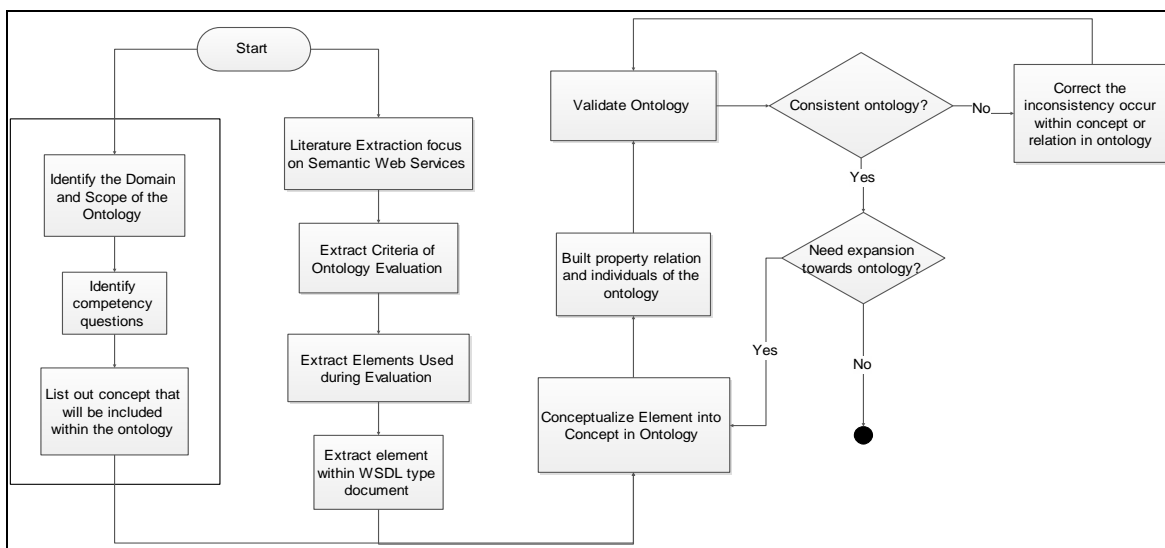 Start
Identify the Domain
and Scope of the
Ontology
Identify
competency
questions
List out concept that
will be included
within the ontology
Literature Extraction focus
on Semantic Web Services
Extract Criteria of
Ontology Evaluation
Extract Elements Used
during Evaluation
Extract element
within WSDL type
document
Conceptualize Element into
Concept in Ontology
Built property relation
and individuals of the
ontology
Validate Ontology
Consistent ontology?
No
Correct the
inconsistency occur
within concept or
relation in ontology
Yes
Need expansion
towards ontology?
Yes
No